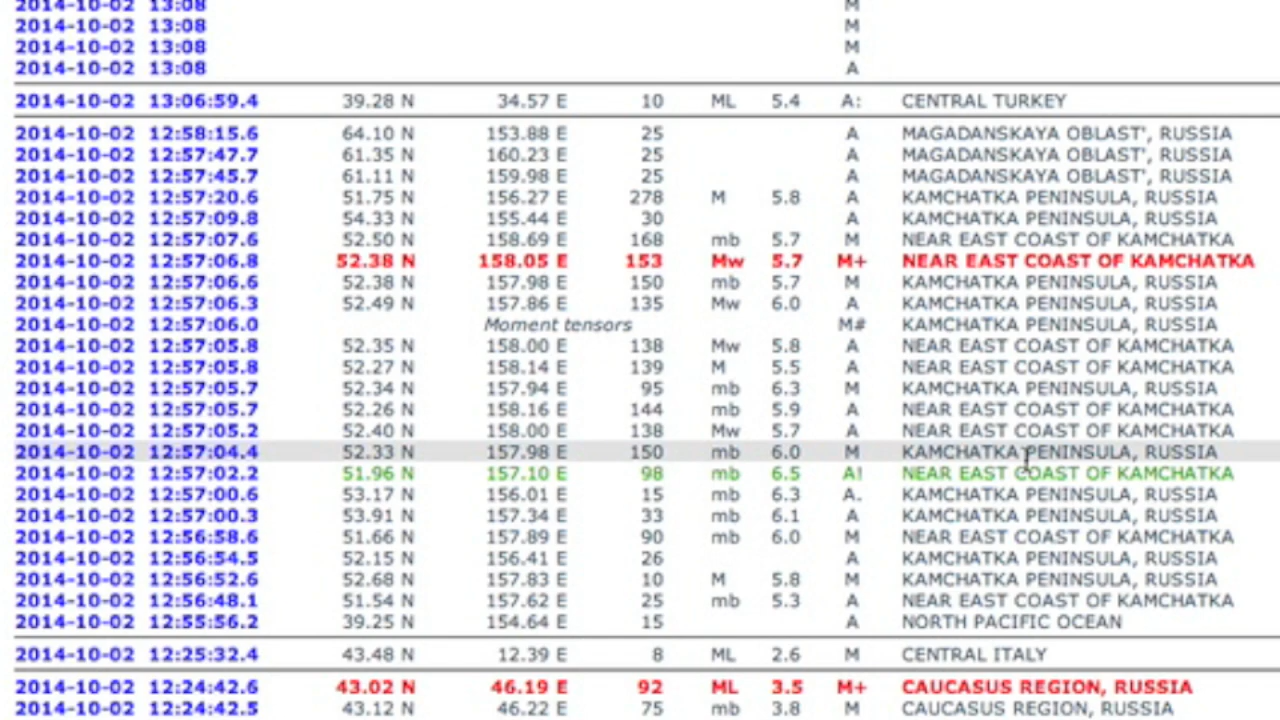 2014-10-02 13:08 M
2014-10-02 13:08 M
2014-10-02 13:08 M
2014-10-02 13:08 A
2014-10-02 13:06:59.4 39.28 N 34.57 E 10 ML 5.4 A: CENTRAL TURKEY
2014-10-02 12:58:15.6 64.10 N 153.88 E 25 A MAGADANSKAYA OBLAST', RUSSIA
2014-10-02 12:57:47.7 61.35 N 160.23 E 25 A MAGADANSKAYA OBLAST', RUSSIA
2014-10-02 12:57:45.7 61.11 N 159.98 E 25 A MAGADANSKAYA OBLAST', RUSSIA
2014-10-02 12:57:20.6 51.75 N 156.27 E 278 M 5.8 A KAMCHATKA PENINSULA, RUSSIA
2014-10-02 12:57:09.8 54.33 N 155.44 E 30 A KAMCHATKA PENINSULA, RUSSIA
2014-10-02 12:57:07.6 52.50 N 158.69 E 168 mb 5.7 M NEAR EAST COAST OF KAMCHATKA
2014-10-02 12:57:06.8 52.38 N 158.05 E 153 Mw 5.7 M+ NEAR EAST COAST OF KAMCHATKA
2014-10-02 12:57:06.6 52.38 N 157.98 E 150 mb 5.7 M KAMCHATKA PENINSULA, RUSSIA
2014-10-02 12:57:06.3 52.49 N 157.86 E 135 Mw 6.0 A KAMCHATKA PENINSULA, RUSSIA
2014-10-02 12:57:06.0 Moment tensors M# KAMCHATKA PENINSULA, RUSSIA
2014-10-02 12:57:05.8 52.35 N 158.00 E 138 Mw 5.8 A NEAR EAST COAST OF KAMCHATKA
2014-10-02 12:57:05.8 52.27 N 158.14 E 139 M 5.5 A NEAR EAST COAST OF KAMCHATKA
2014-10-02 12:57:05.7 52.34 N 157.94 E 95 mb 6.3 M KAMCHATKA PENINSULA, RUSSIA
2014-10-02 12:57:05.7 52.26 N 158.16 E 144 mb 5.9 A NEAR EAST COAST OF KAMCHATKA
2014-10-02 12:57:05.2 52.40 N 158.00 E 138 Mw 5.7 A NEAR EAST COAST OF KAMCHATKA
2014-10-02 12:57:04.4 52.33 N 157.98 E 150 mb 6.0 M KAMCHATKA PENINSULA, RUSSIA
2014-10-02 12:57:02.2 51.96 N 157.10 E 98 mb 6.5 A! NEAR EAST COAST OF KAMCHATKA
2014-10-02 12:57:00.6 53.17 N 156.01 E 15 mb 6.3 A. KAMCHATKA PENINSULA, RUSSIA
2014-10-02 12:57:00.3 53.91 N 157.34 E 33 mb 6.1 A KAMCHATKA PENINSULA, RUSSIA
2014-10-02 12:56:58.6 51.66 N 157.89 E 90 mb 6.0 M NEAR EAST COAST OF KAMCHATKA
2014-10-02 12:56:54.5 52.15 N 156.41 E 26 A KAMCHATKA PENINSULA, RUSSIA
2014-10-02 12:56:52.6 52.68 N 157.83 E 10 M 5.8 M KAMCHATKA PENINSULA, RUSSIA
2014-10-02 12:56:48.1 51.54 N 157.62 E 25 mb 5.3 A NEAR EAST COAST OF KAMCHATKA
2014-10-02 12:55:56.2 39.25 N 154.64 E 15 A NORTH PACIFIC OCEAN
2014-10-02 12:25:32.4 43.48 N 12.39 E 8 ML 2.6 M CENTRAL ITALY
2014-10-02 12:24:42.6 43.02 N 46.19 E 92 ML 3.5 M+ CAUCASUS REGION, RUSSIA
2014-10-02 12:24:42.5 43.12 N 46.22 E 75 mb 3.8 M CAUCASUS REGION, RUSSIA